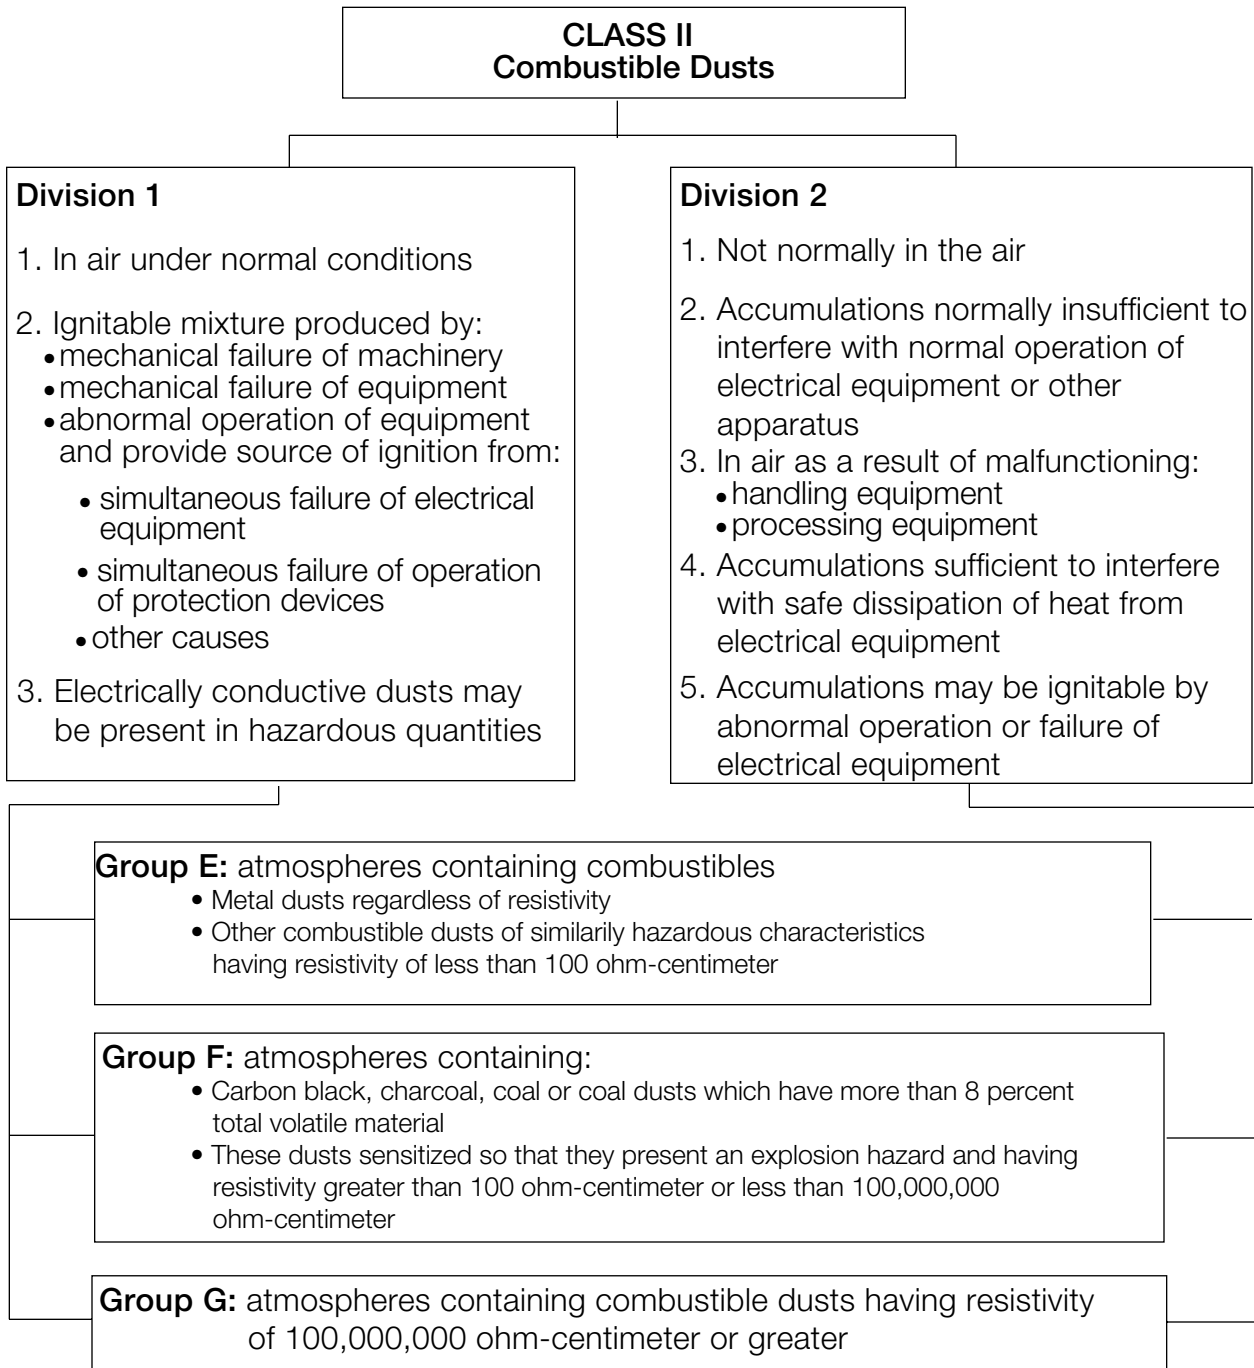 CLASS II
Combustible Dusts
Division 1
1. In air under normal conditions
2. Ignitable mixture produced by:
• mechanical failure of machinery
• mechanical failure of equipment
• abnormal operation of equipment
and provide source of ignition from:
• simultaneous failure of electrical
equipment
• simultaneous failure of operation
of protection devices
• other causes
3. Electrically conductive dusts may
be present in hazardous quantities
Division 2
1. Not normally in the air
2. Accumulations normally insufficient to
interfere with normal operation of
electrical equipment or other
apparatus
3. In air as a result of malfunctioning:
• handling equipment
• processing equipment
4. Accumulations sufficient to interfere
with safe dissipation of heat from
electrical equipment
5. Accumulations may be ignitable by
abnormal operation or failure of
electrical equipment
Group E: atmospheres containing combustibles
• Metal dusts regardless of resistivity
• Other combustible dusts of similarily hazardous characteristics
having resistivity of less than 100 ohm-centimeter
Group F: atmospheres containing:
• Carbon black, charcoal, coal or coal dusts which have more than 8 percent
total volatile material
• These dusts sensitized so that they present an explosion hazard and having
resistivity greater than 100 ohm-centimeter or less than 100,000,000
ohm-centimeter
Group G: atmospheres containing combustible dusts having resistivity
of 100,000,000 ohm-centimeter or greater